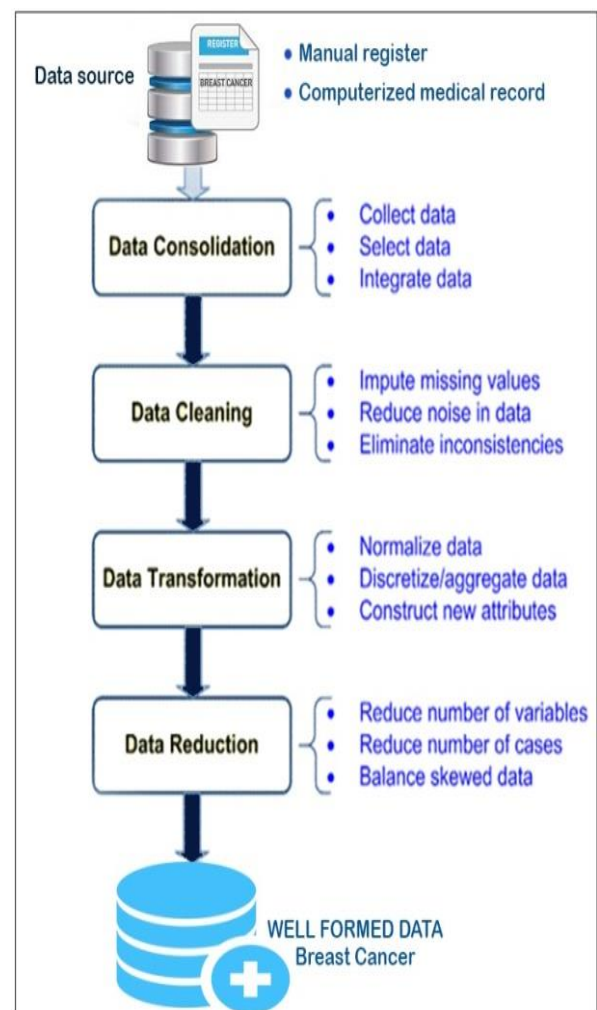 Data source
REGISTER
BREAST CANCER
• Manual register
• Computerized medical record
Data Consolidation
• Collect data
• Select data
• Integrate data
Data Cleaning
• Impute missing values
• Reduce noise in data
• Eliminate inconsistencies
Data Transformation
• Normalize data
• Discretize/aggregate data
• Construct new attributes
Data Reduction
• Reduce number of variables
• Reduce number of cases
• Balance skewed data
WELL FORMED DATA
Breast Cancer